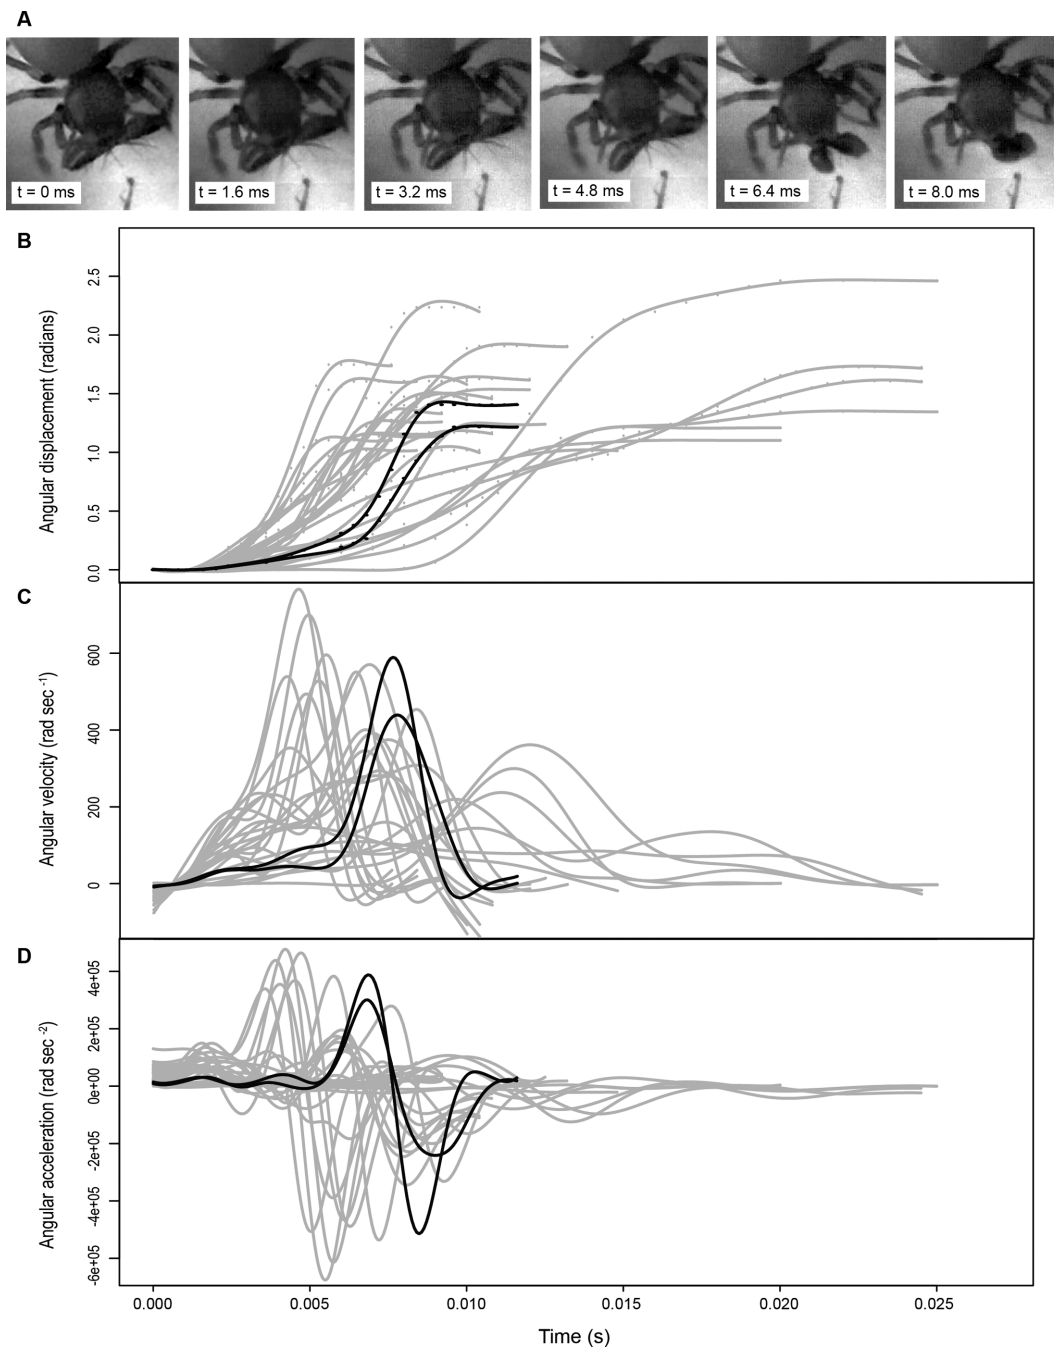 A
t = 0 ms
t = 1.6 ms
t = 3.2 ms
t = 4.8 ms
t = 6.4 ms
t = 8.0 ms
B
Angular displacement (radians)
2.5
2.0
1.5
1.0
0.5
0.0
C
Angular velocity (rad sec⁻¹)
600
400
200
0
D
Angular acceleration (rad sec⁻²)
4e+05
2e+05
0e+00
-2e+05
-4e+05
-6e+05
0.000
0.005
0.010
0.015
0.020
0.025
Time (s)